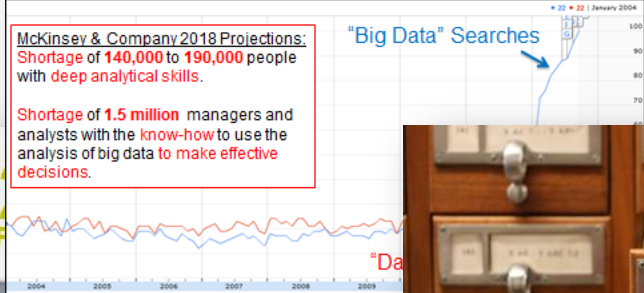 22 22 | January 2004
McKinsey & Company 2018 Projections:
Shortage of 140,000 to 190,000 people
with deep analytical skills.
Shortage of 1.5 million managers and
analysts with the know-how to use the
analysis of big data to make effective
decisions.
"Big Data" Searches
100
90
80
70
60
"Da
2004 2005 2006 2007 2008 2009